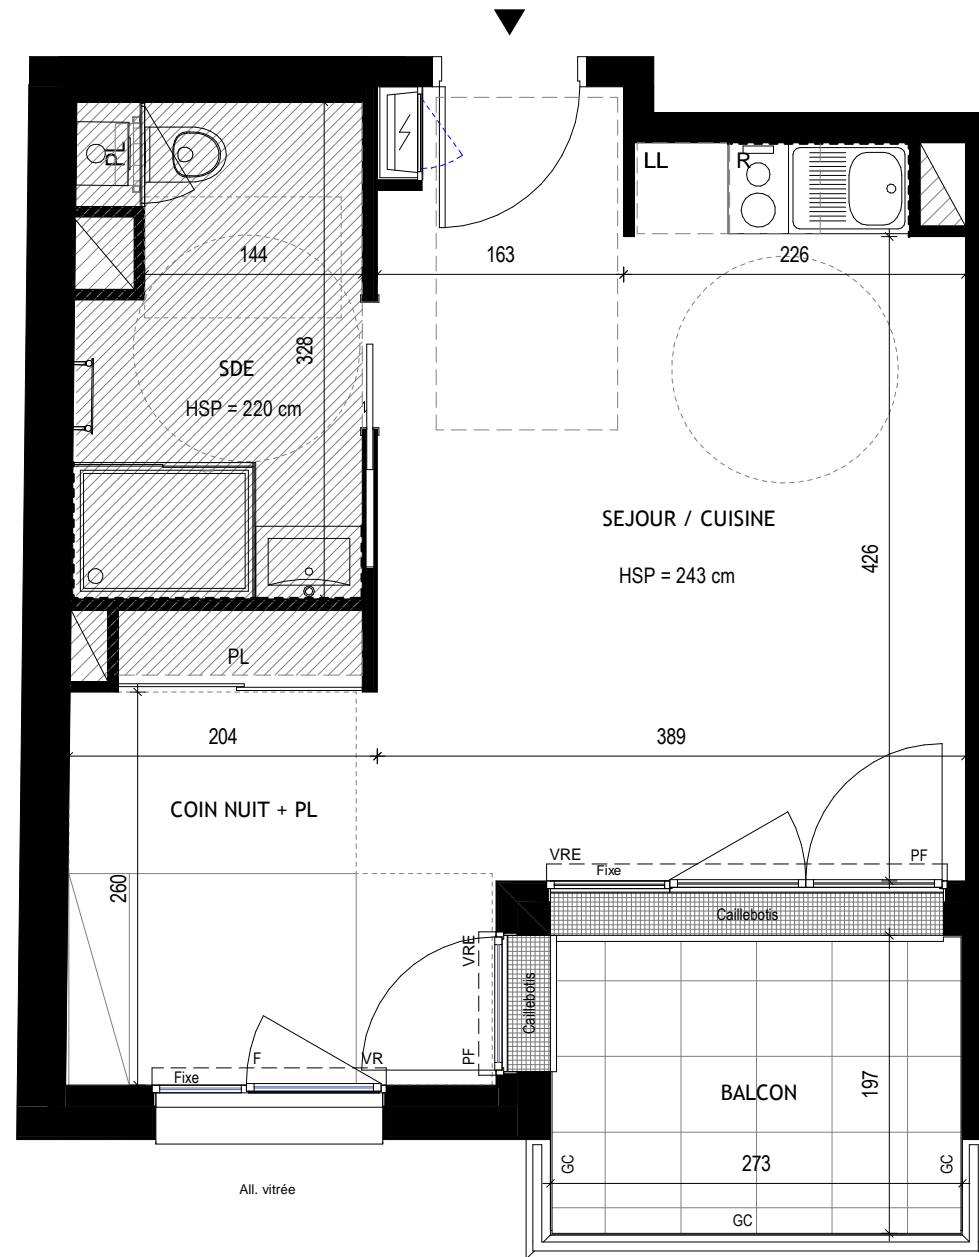 PL
LL
R
144
163
226
328
SDE
HSP = 220 cm
SEJOUR / CUISINE
HSP = 243 cm
426
PL
204
389
COIN NUIT + PL
260
VRE
Fixe
PF
Caillebotis
VRE
Caillebotis
PF
F
VR
Fixe
BALCON
197
GC
273
GC
GC
All. vitrée